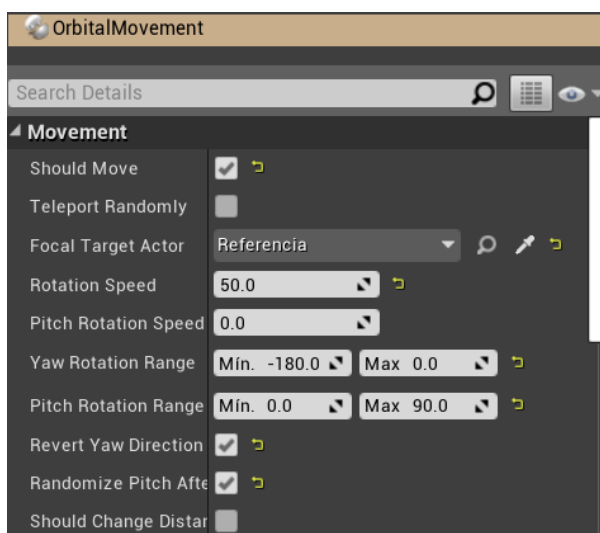 OrbitalMovement
Search Details
Movement
Should Move
Teleport Randomly
Focal Target Actor Referencia
Rotation Speed 50.0
Pitch Rotation Speed 0.0
Yaw Rotation Range Mín. -180.0 Max 0.0
Pitch Rotation Range Mín. 0.0 Max 90.0
Revert Yaw Direction
Randomize Pitch Afte
Should Change Distan